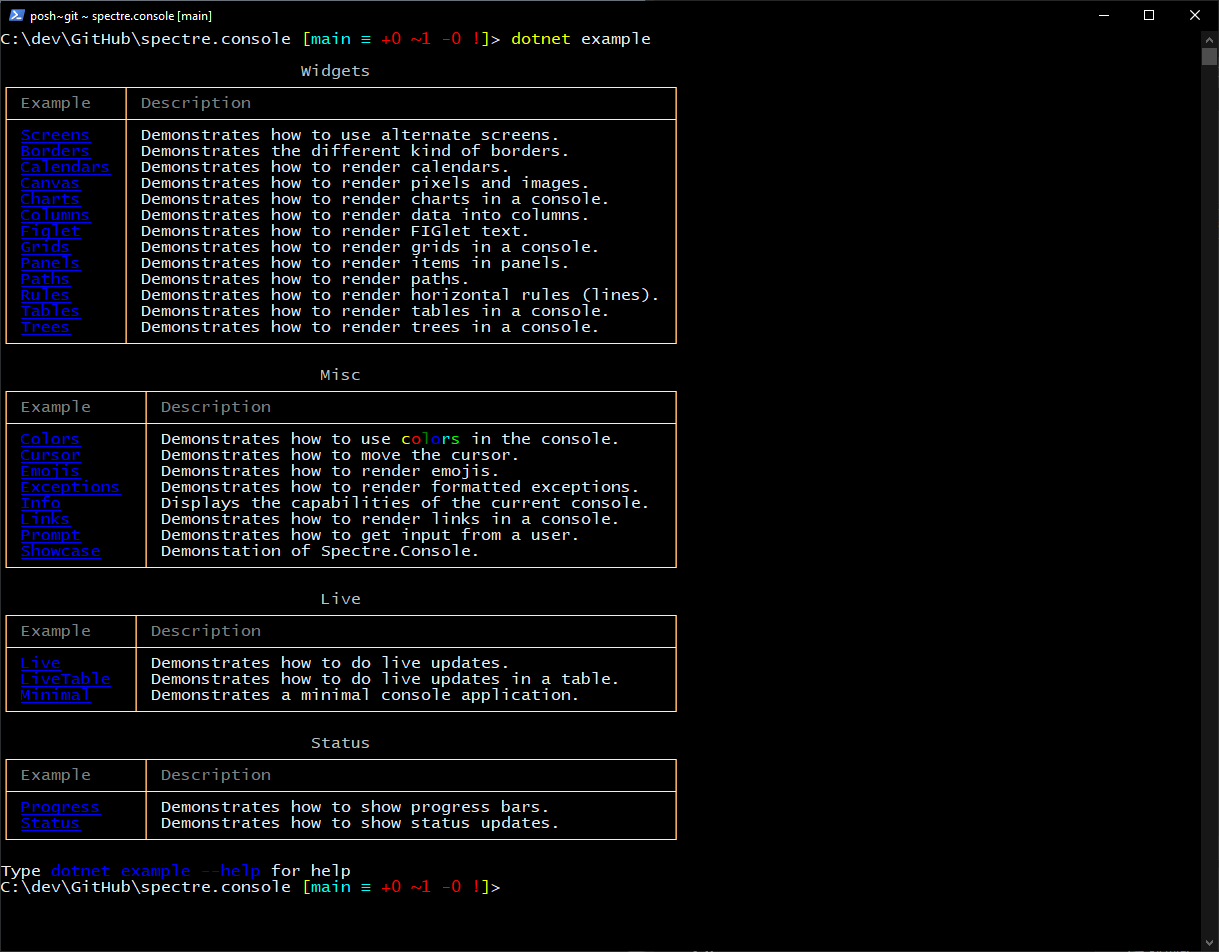 posh~git ~ spectre.console [main]
C:\dev\GitHub\spectre.console [main ≡ +0 ~1 -0 !]> dotnet example
Widgets
Example Description
Screens Demonstrates how to use alternate screens.
Borders Demonstrates the different kind of borders.
Calendars Demonstrates how to render calendars.
Canvas Demonstrates how to render pixels and images.
Charts Demonstrates how to render charts in a console.
Columns Demonstrates how to render data into columns.
Figlet Demonstrates how to render FIGlet text.
Grids Demonstrates how to render grids in a console.
Panels Demonstrates how to render items in panels.
Paths Demonstrates how to render paths.
Rules Demonstrates how to render horizontal rules (lines).
Tables Demonstrates how to render tables in a console.
Trees Demonstrates how to render trees in a console.
Misc
Example Description
Colors Demonstrates how to use colors in the console.
Cursor Demonstrates how to move the cursor.
Emojis Demonstrates how to render emojis.
Exceptions Demonstrates how to render formatted exceptions.
Info Displays the capabilities of the current console.
Links Demonstrates how to render links in a console.
Prompt Demonstrates how to get input from a user.
Showcase Demonstation of Spectre.Console.
Live
Example Description
Live Demonstrates how to do live updates.
LiveTable Demonstrates how to do live updates in a table.
Minimal Demonstrates a minimal console application.
Status
Example Description
Progress Demonstrates how to show progress bars.
Status Demonstrates how to show status updates.
Type dotnet example --help for help
C:\dev\GitHub\spectre.console [main ≡ +0 ~1 -0 !]>